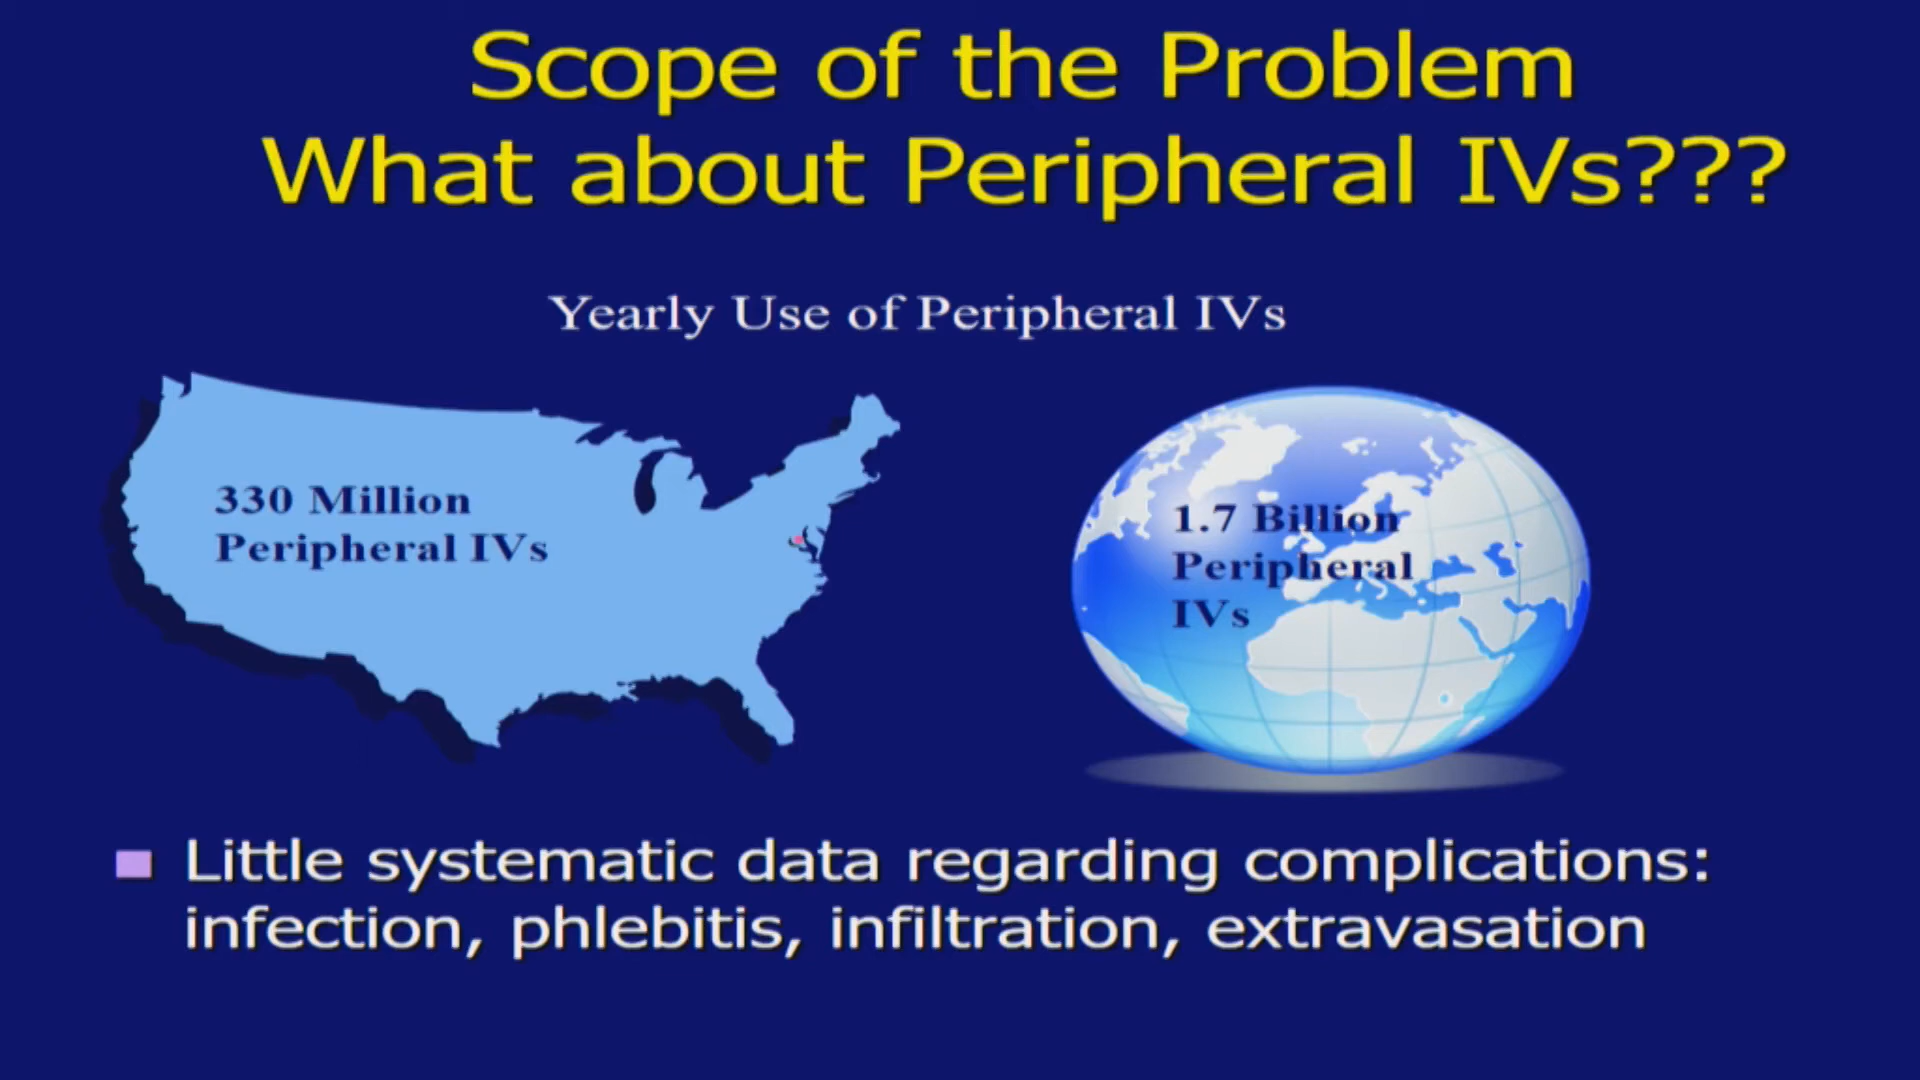 Scope of the Problem
What about Peripheral IVs???
Yearly Use of Peripheral IVs
330 Million
Peripheral IVs
1.7 Billion
Peripheral
IVs
Little systematic data regarding complications:
infection, phlebitis, infiltration, extravasation